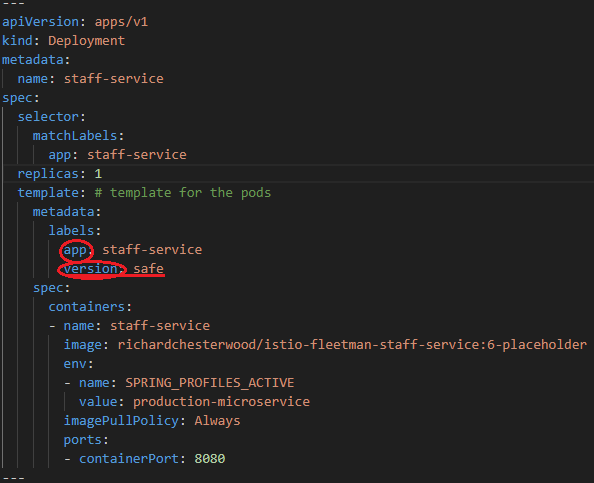 ---
apiVersion: apps/v1
kind: Deployment
metadata:
  name: staff-service
spec:
  selector:
    matchLabels:
      app: staff-service
  replicas: 1
  template: # template for the pods
    metadata:
      labels:
        app: staff-service
        version: safe
    spec:
      containers:
      - name: staff-service
        image: richardchesterwood/istio-fleetman-staff-service:6-placeholder
        env:
        - name: SPRING_PROFILES_ACTIVE
          value: production-microservice
        imagePullPolicy: Always
        ports:
        - containerPort: 8080
---